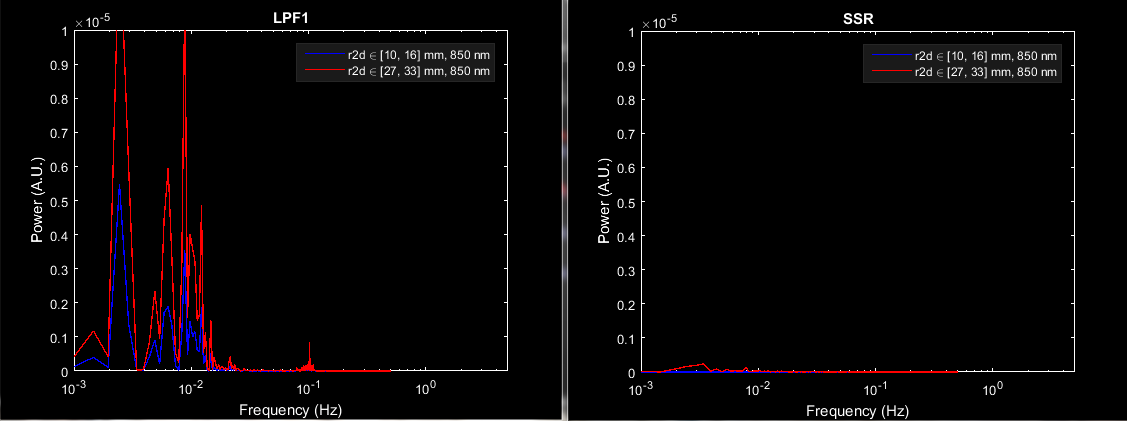 LPF1
×10⁻⁵
r2d ∈ [10, 16] mm, 850 nm
r2d ∈ [27, 33] mm, 850 nm
1
0.9
0.8
0.7
0.6
0.5
0.4
0.3
0.2
0.1
0
Power (A.U.)
10⁻³ 10⁻² 10⁻¹ 10⁰
Frequency (Hz)
SSR
×10⁻⁵
r2d ∈ [10, 16] mm, 850 nm
r2d ∈ [27, 33] mm, 850 nm
1
0.9
0.8
0.7
0.6
0.5
0.4
0.3
0.2
0.1
0
Power (A.U.)
10⁻³ 10⁻² 10⁻¹ 10⁰
Frequency (Hz)